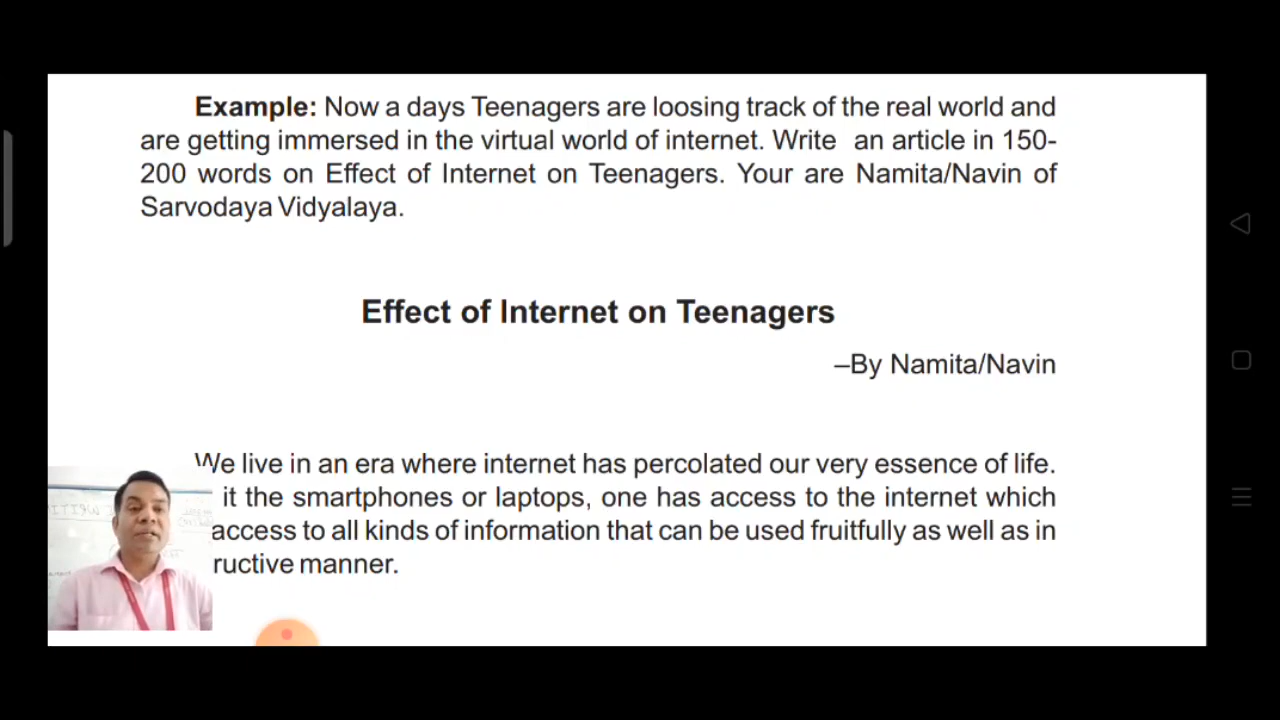 Example: Now a days Teenagers are loosing track of the real world and
are getting immersed in the virtual world of internet. Write an article in 150-
200 words on Effect of Internet on Teenagers. Your are Namita/Navin of
Sarvodaya Vidyalaya.
Effect of Internet on Teenagers
–By Namita/Navin
We live in an era where internet has percolated our very essence of life.
it the smartphones or laptops, one has access to the internet which
access to all kinds of information that can be used fruitfully as well as in
ructive manner.